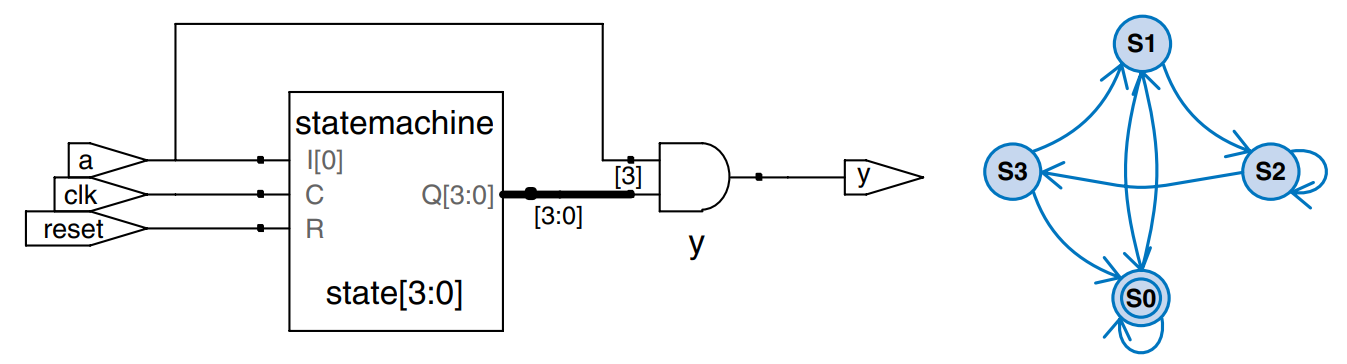 statemachine
a
I[0]
clk
C
Q[3:0]
[3]
[3:0]
reset
R
state[3:0]
y
y
S1
S3
S2
S0